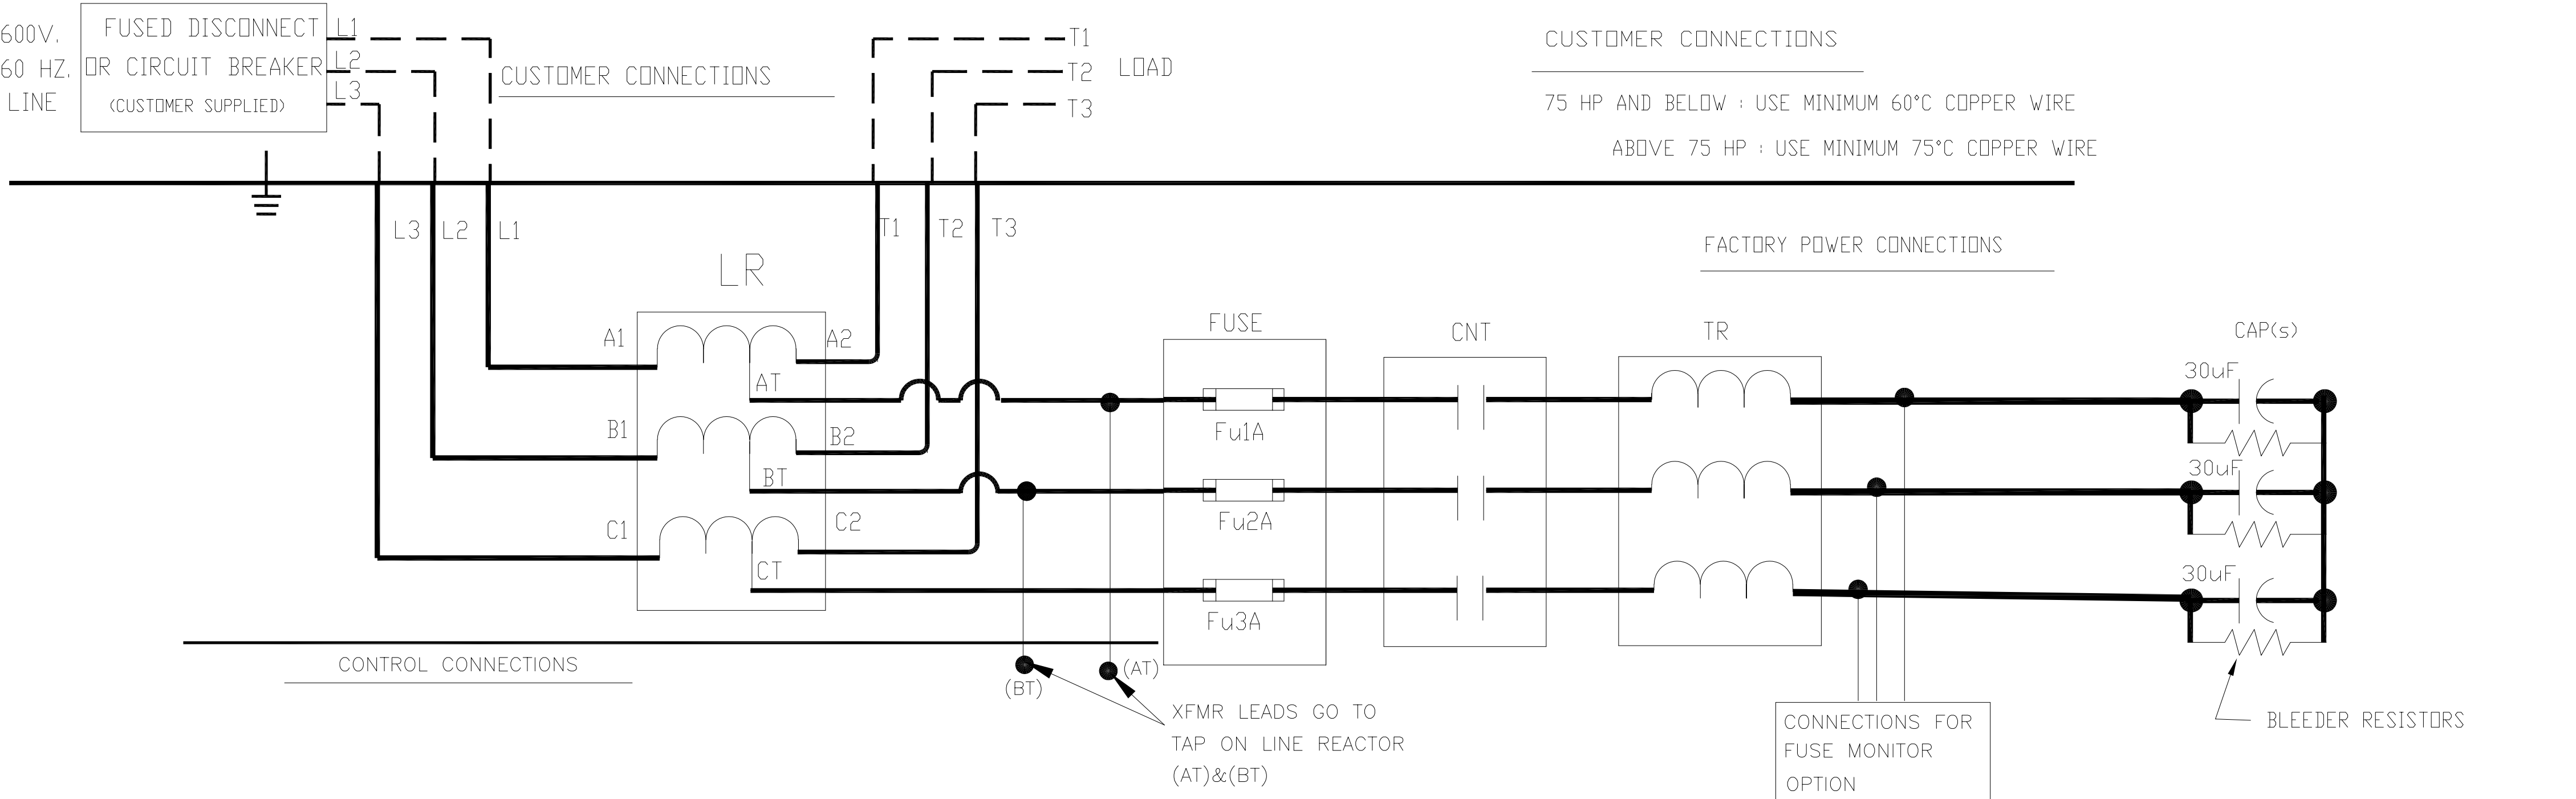 600V.
60 HZ.
LINE
FUSED DISCONNECT
OR CIRCUIT BREAKER
(CUSTOMER SUPPLIED)
L1
L2
L3
CUSTOMER CONNECTIONS
T1
T2
T3
LOAD
CUSTOMER CONNECTIONS
75 HP AND BELOW : USE MINIMUM 60°C COPPER WIRE
ABOVE 75 HP : USE MINIMUM 75°C COPPER WIRE
L3
L2
L1
T1
T2
T3
FACTORY POWER CONNECTIONS
LR
A1
A2
AT
B1
B2
BT
C1
C2
CT
FUSE
Fu1A
Fu2A
Fu3A
CNT
TR
CAP(s)
30uF
30uF
30uF
CONTROL CONNECTIONS
(BT)
(AT)
XFMR LEADS GO TO
TAP ON LINE REACTOR
(AT)&(BT)
CONNECTIONS FOR
FUSE MONITOR
OPTION
BLEEDER RESISTORS